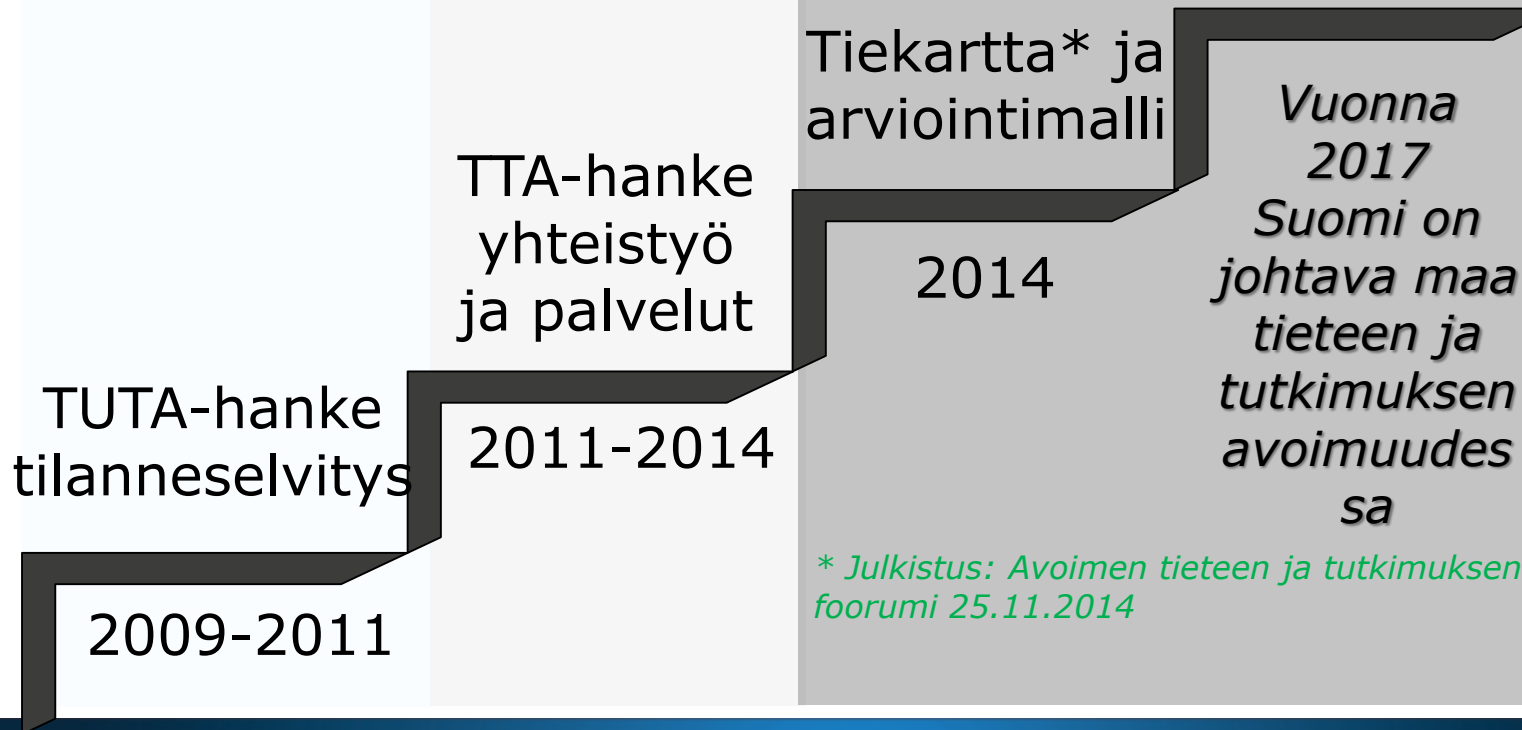 TUTA-hanke
tilanneselvitys
2009-2011
TTA-hanke
yhteistyö
ja palvelut
2011-2014
Tiekartta* ja
arviointimalli
2014
Vuonna
2017
Suomi on
johtava maa
tieteen ja
tutkimuksen
avoimuudes
sa
* Julkistus: Avoimen tieteen ja tutkimuksen
foorumi 25.11.2014